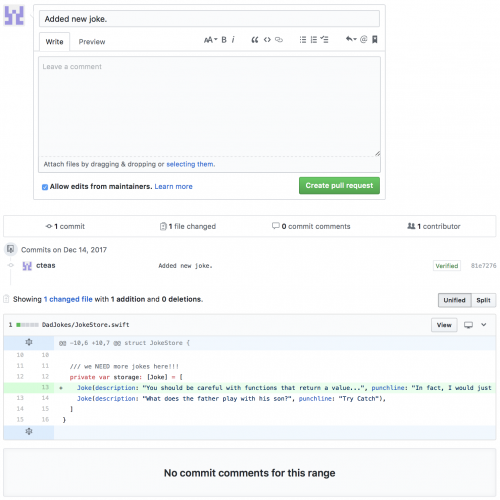 Added new joke.
Write Preview AA B i
Leave a comment
Attach files by dragging & dropping or selecting them.
Allow edits from maintainers. Learn more
Create pull request
1 commit 1 file changed 0 commit comments 1 contributor
Commits on Dec 14, 2017
cteas Added new joke. Verified 81e7276
Showing 1 changed file with 1 addition and 0 deletions. Unified Split
1 DadJokes/JokeStore.swift View
@@ -10,6 +10,7 @@ struct JokeStore {
10 10
11 11 /// we NEED more jokes here!!!
12 12 private var storage: [Joke] = [
13 + Joke(description: "You should be careful with functions that return a value...", punchline: "In fact, I would just
13 14 Joke(description: "What does the father play with his son?", punchline: "Try Catch"),
14 15 ]
15 16 }
No commit comments for this range